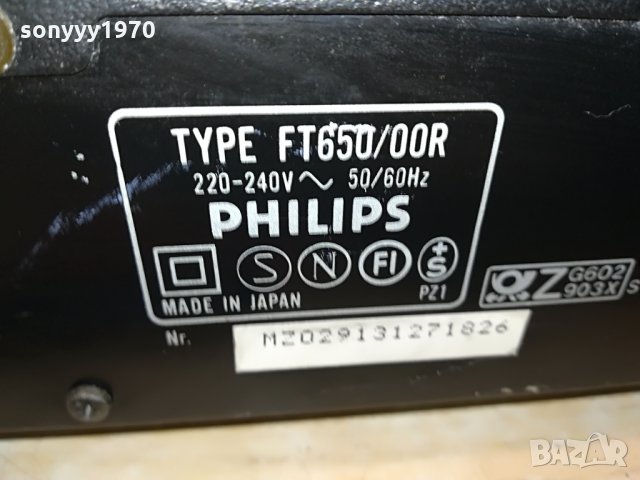 sonyyy1970
TYPE FT650/00R
220-240V ~ 50/60Hz
PHILIPS
S N FI +S
MADE IN JAPAN PZ1
Z G602 903X S
Nr. MZ029131271826
BAZAR